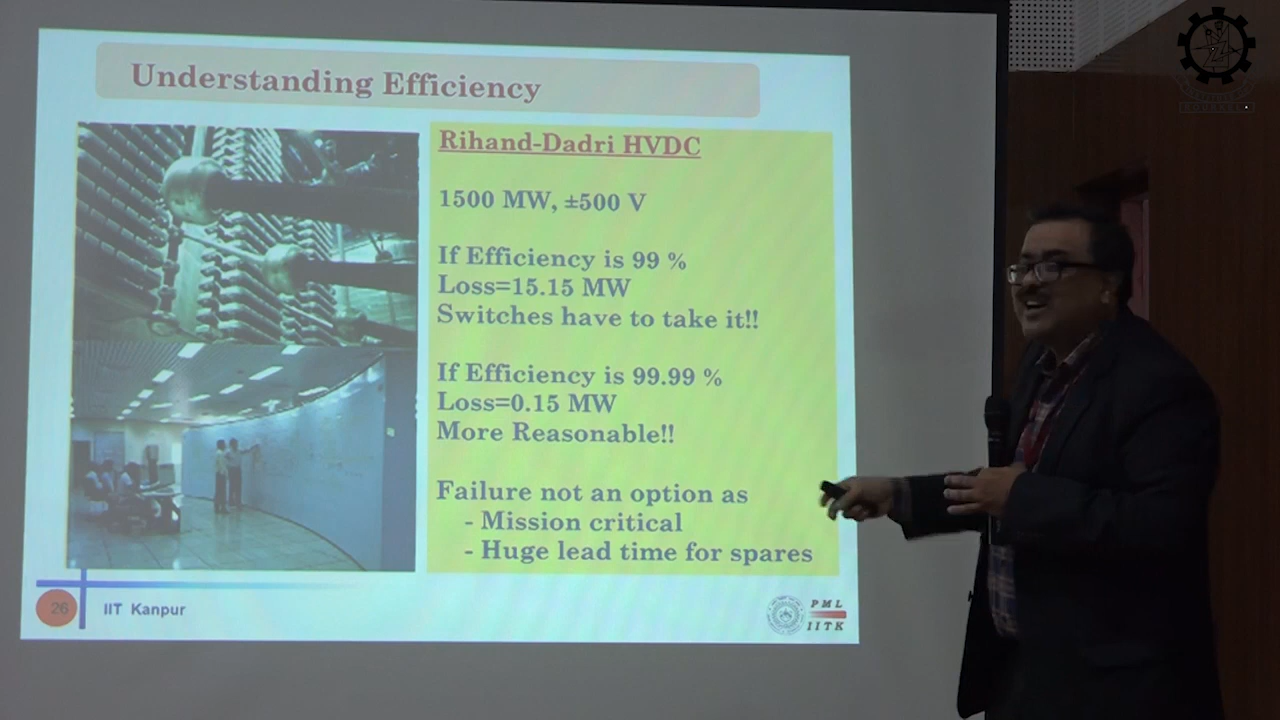 Understanding Efficiency
Rihand-Dadri HVDC
1500 MW, ±500 V
If Efficiency is 99 %
Loss=15.15 MW
Switches have to take it!!
If Efficiency is 99.99 %
Loss=0.15 MW
More Reasonable!!
Failure not an option as
- Mission critical
- Huge lead time for spares
26
IIT Kanpur
PML
IITK